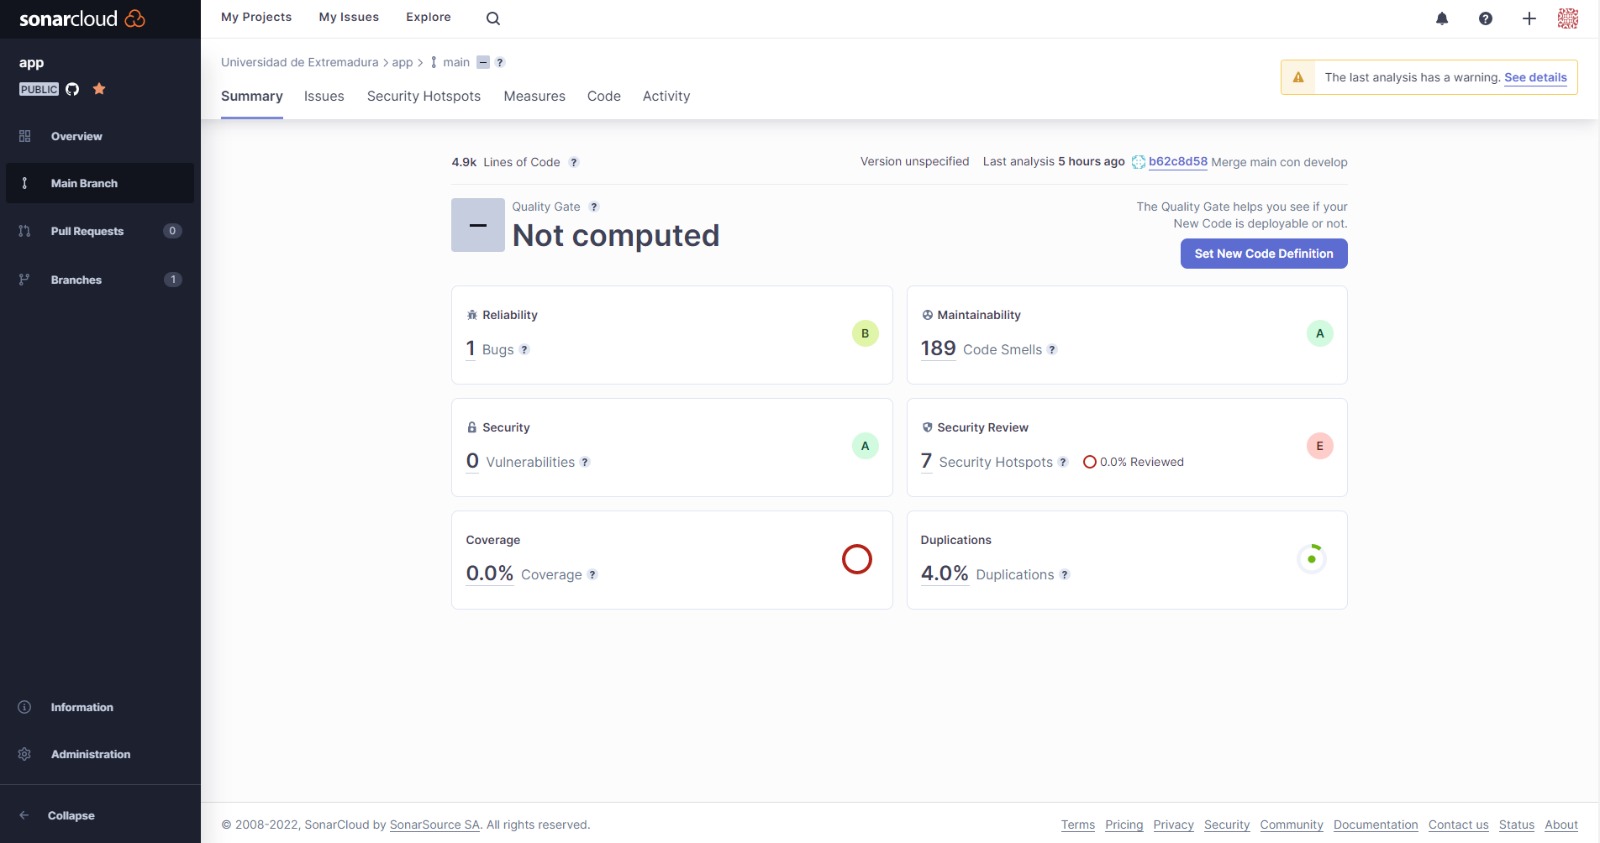 sonarcloud
My Projects My Issues Explore
app
PUBLIC
Overview
Main Branch
Pull Requests 0
Branches 1
Information
Administration
Collapse
Universidad de Extremadura > app > main – ?
The last analysis has a warning. See details
Summary Issues Security Hotspots Measures Code Activity
4.9k Lines of Code ?
Version unspecified Last analysis 5 hours ago b62c8d58 Merge main con develop
– Quality Gate ?
Not computed
The Quality Gate helps you see if your
New Code is deployable or not.
Set New Code Definition
Reliability
1 Bugs ?
B
Maintainability
189 Code Smells ?
A
Security
0 Vulnerabilities ?
A
Security Review
7 Security Hotspots ? 0.0% Reviewed
E
Coverage
0.0% Coverage ?
Duplications
4.0% Duplications ?
© 2008-2022, SonarCloud by SonarSource SA. All rights reserved.
Terms Pricing Privacy Security Community Documentation Contact us Status About